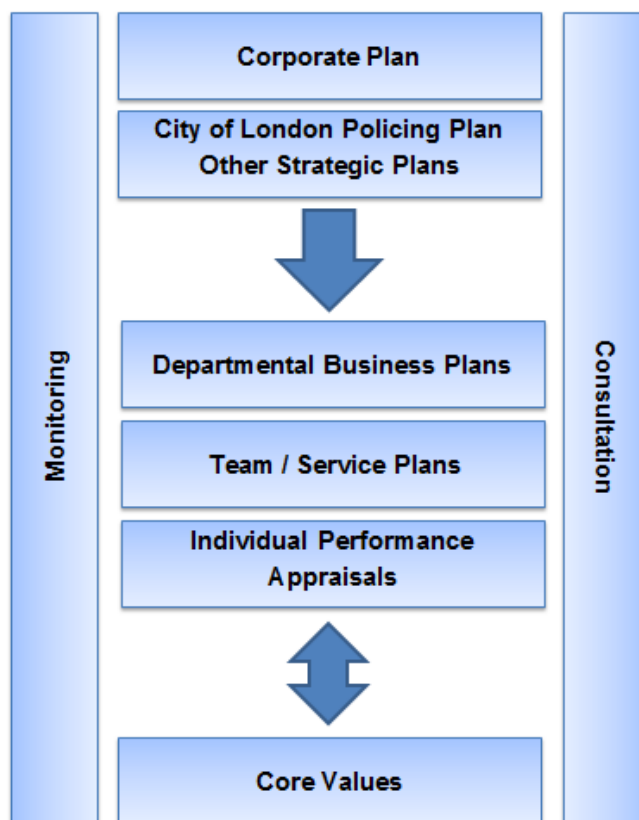 Corporate Plan
City of London Policing Plan
Other Strategic Plans
Departmental Business Plans
Team / Service Plans
Individual Performance
Appraisals
Core Values
Monitoring
Consultation